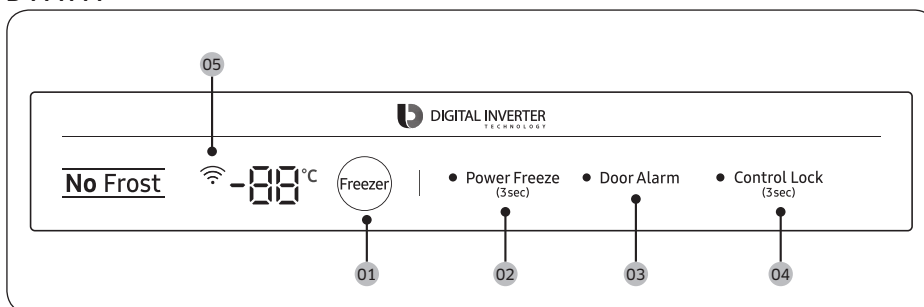 05
DIGITAL INVERTER
TECHNOLOGY
No Frost
-88°C
Freezer
Power Freeze
(3sec)
Door Alarm
Control Lock
(3sec)
01
02
03
04